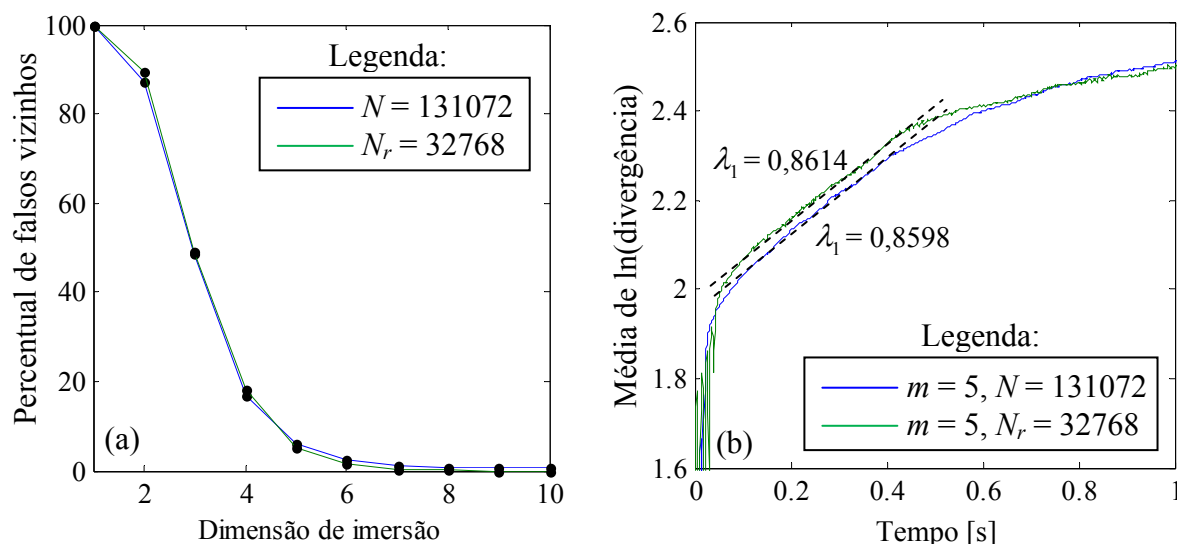 100
80
60
40
20
0
Percentual de falsos vizinhos
Legenda:
N = 131072
Nr = 32768
(a)
2
4
6
8
10
Dimensão de imersão
2.6
2.4
2.2
2
1.8
1.6
Média de ln(divergência)
λ1 = 0,8614
λ1 = 0,8598
Legenda:
m = 5, N = 131072
m = 5, Nr = 32768
(b)
0
0.2
0.4
0.6
0.8
1
Tempo [s]